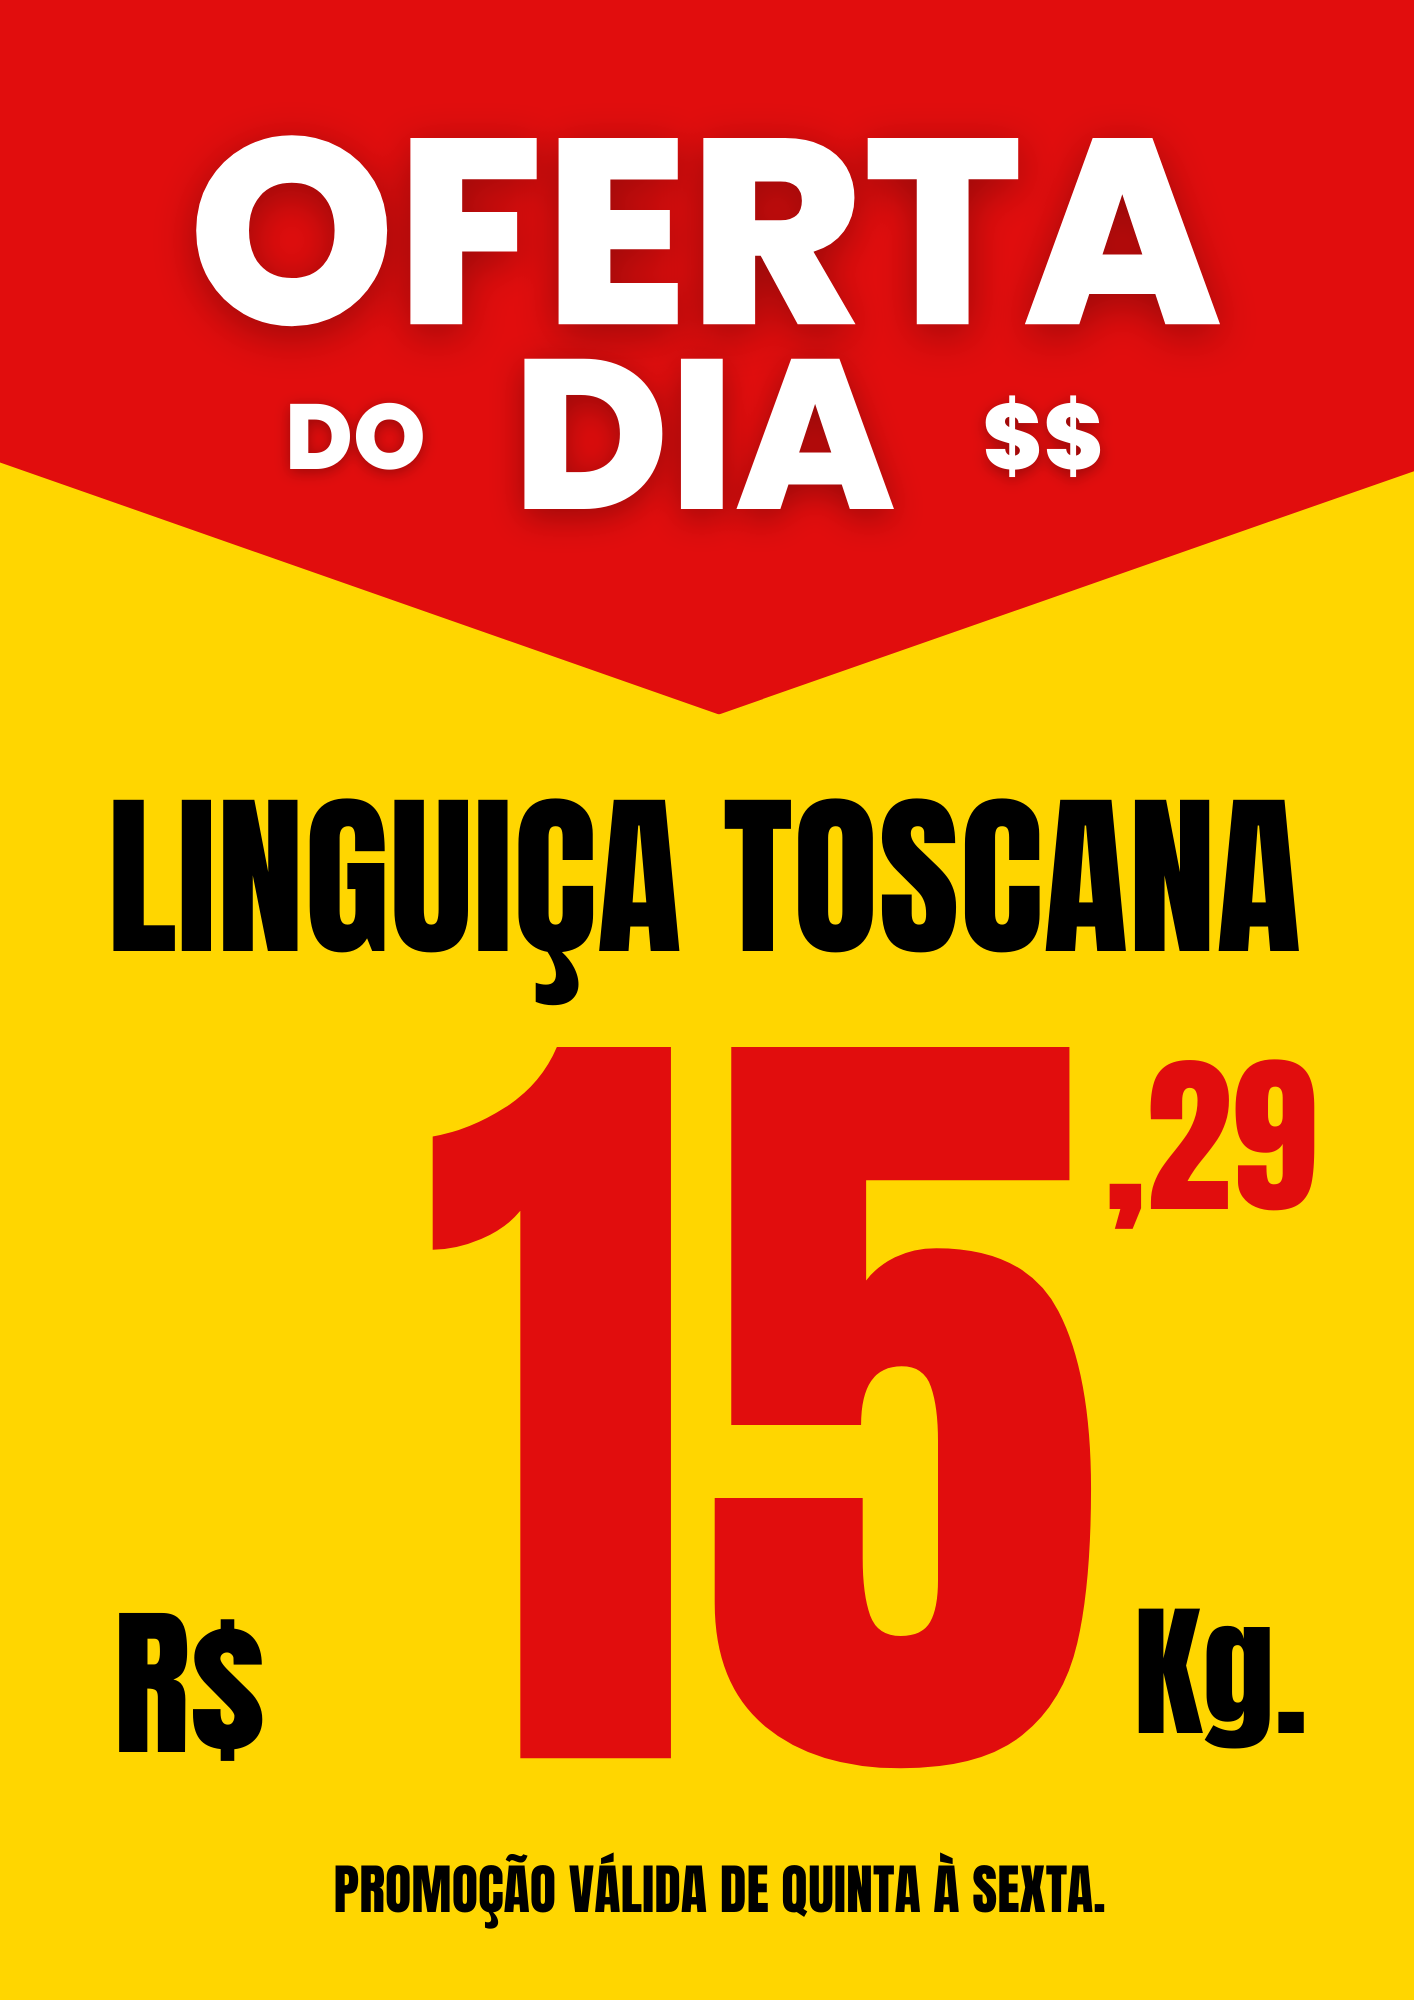 OFERTA
DO DIA $$
LINGUIÇA TOSCANA
R$ 15,29 Kg.
PROMOÇÃO VÁLIDA DE QUINTA À SEXTA.